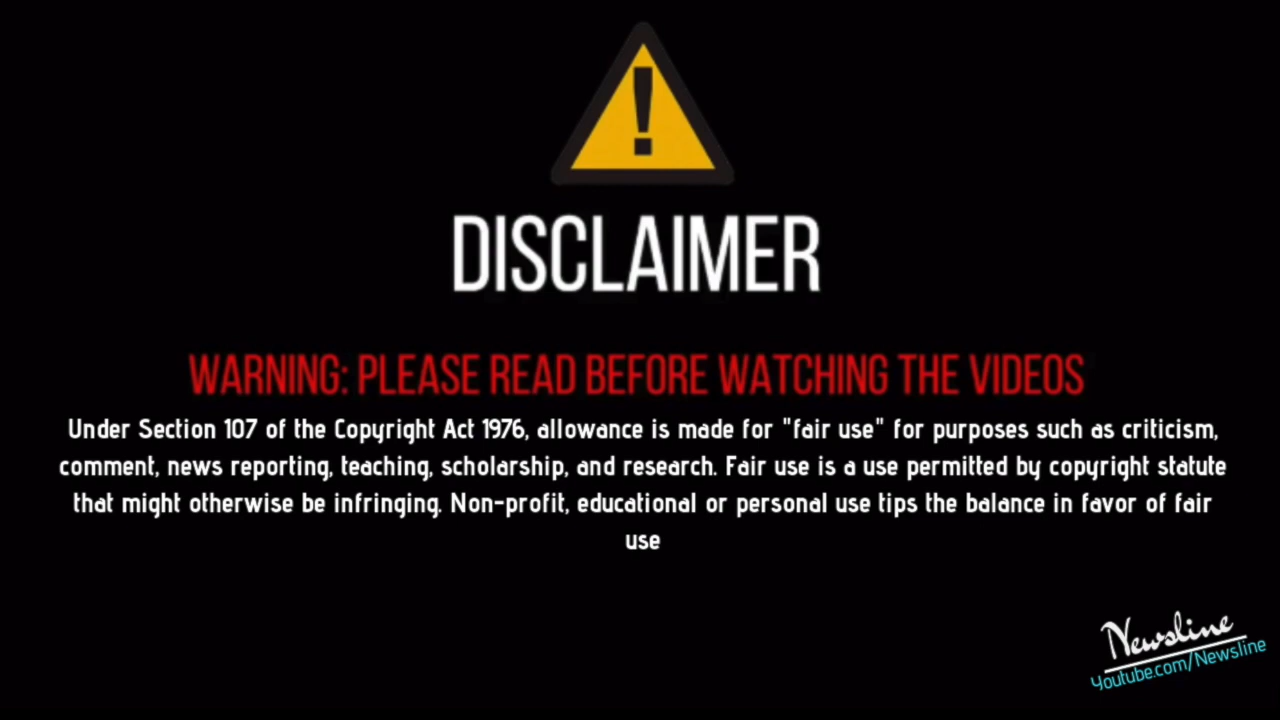 !
DISCLAIMER
WARNING: PLEASE READ BEFORE WATCHING THE VIDEOS
Under Section 107 of the Copyright Act 1976, allowance is made for "fair use" for purposes such as criticism,
comment, news reporting, teaching, scholarship, and research. Fair use is a use permitted by copyright statute
that might otherwise be infringing. Non-profit, educational or personal use tips the balance in favor of fair
use
Newsline
Youtube.com/Newsline